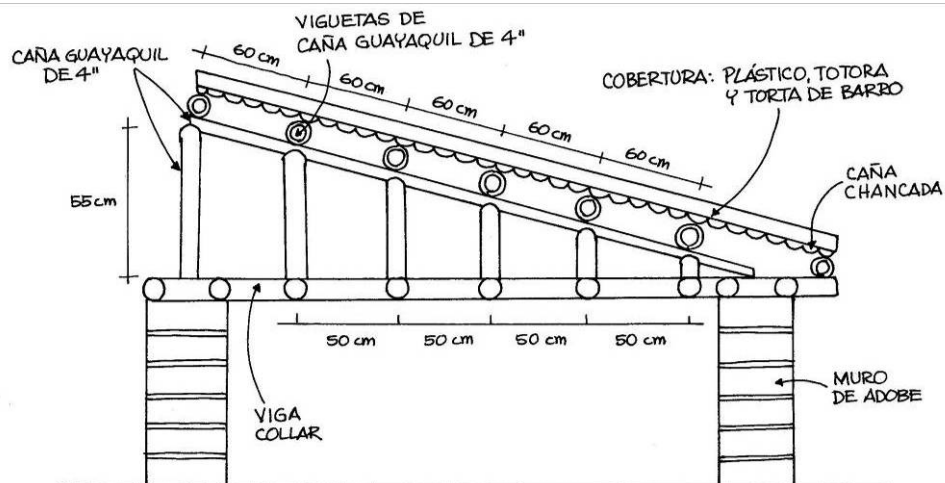 VIGUETAS DE
CAÑA GUAYAQUIL DE 4"
CAÑA GUAYAQUIL
DE 4"
60 cm
60 cm
60 cm
60 cm
60 cm
COBERTURA: PLÁSTICO, TOTORA
Y TORTA DE BARRO
CAÑA
CHANCADA
55 cm
50 cm
50 cm
50 cm
50 cm
VIGA
COLLAR
MURO
DE ADOBE